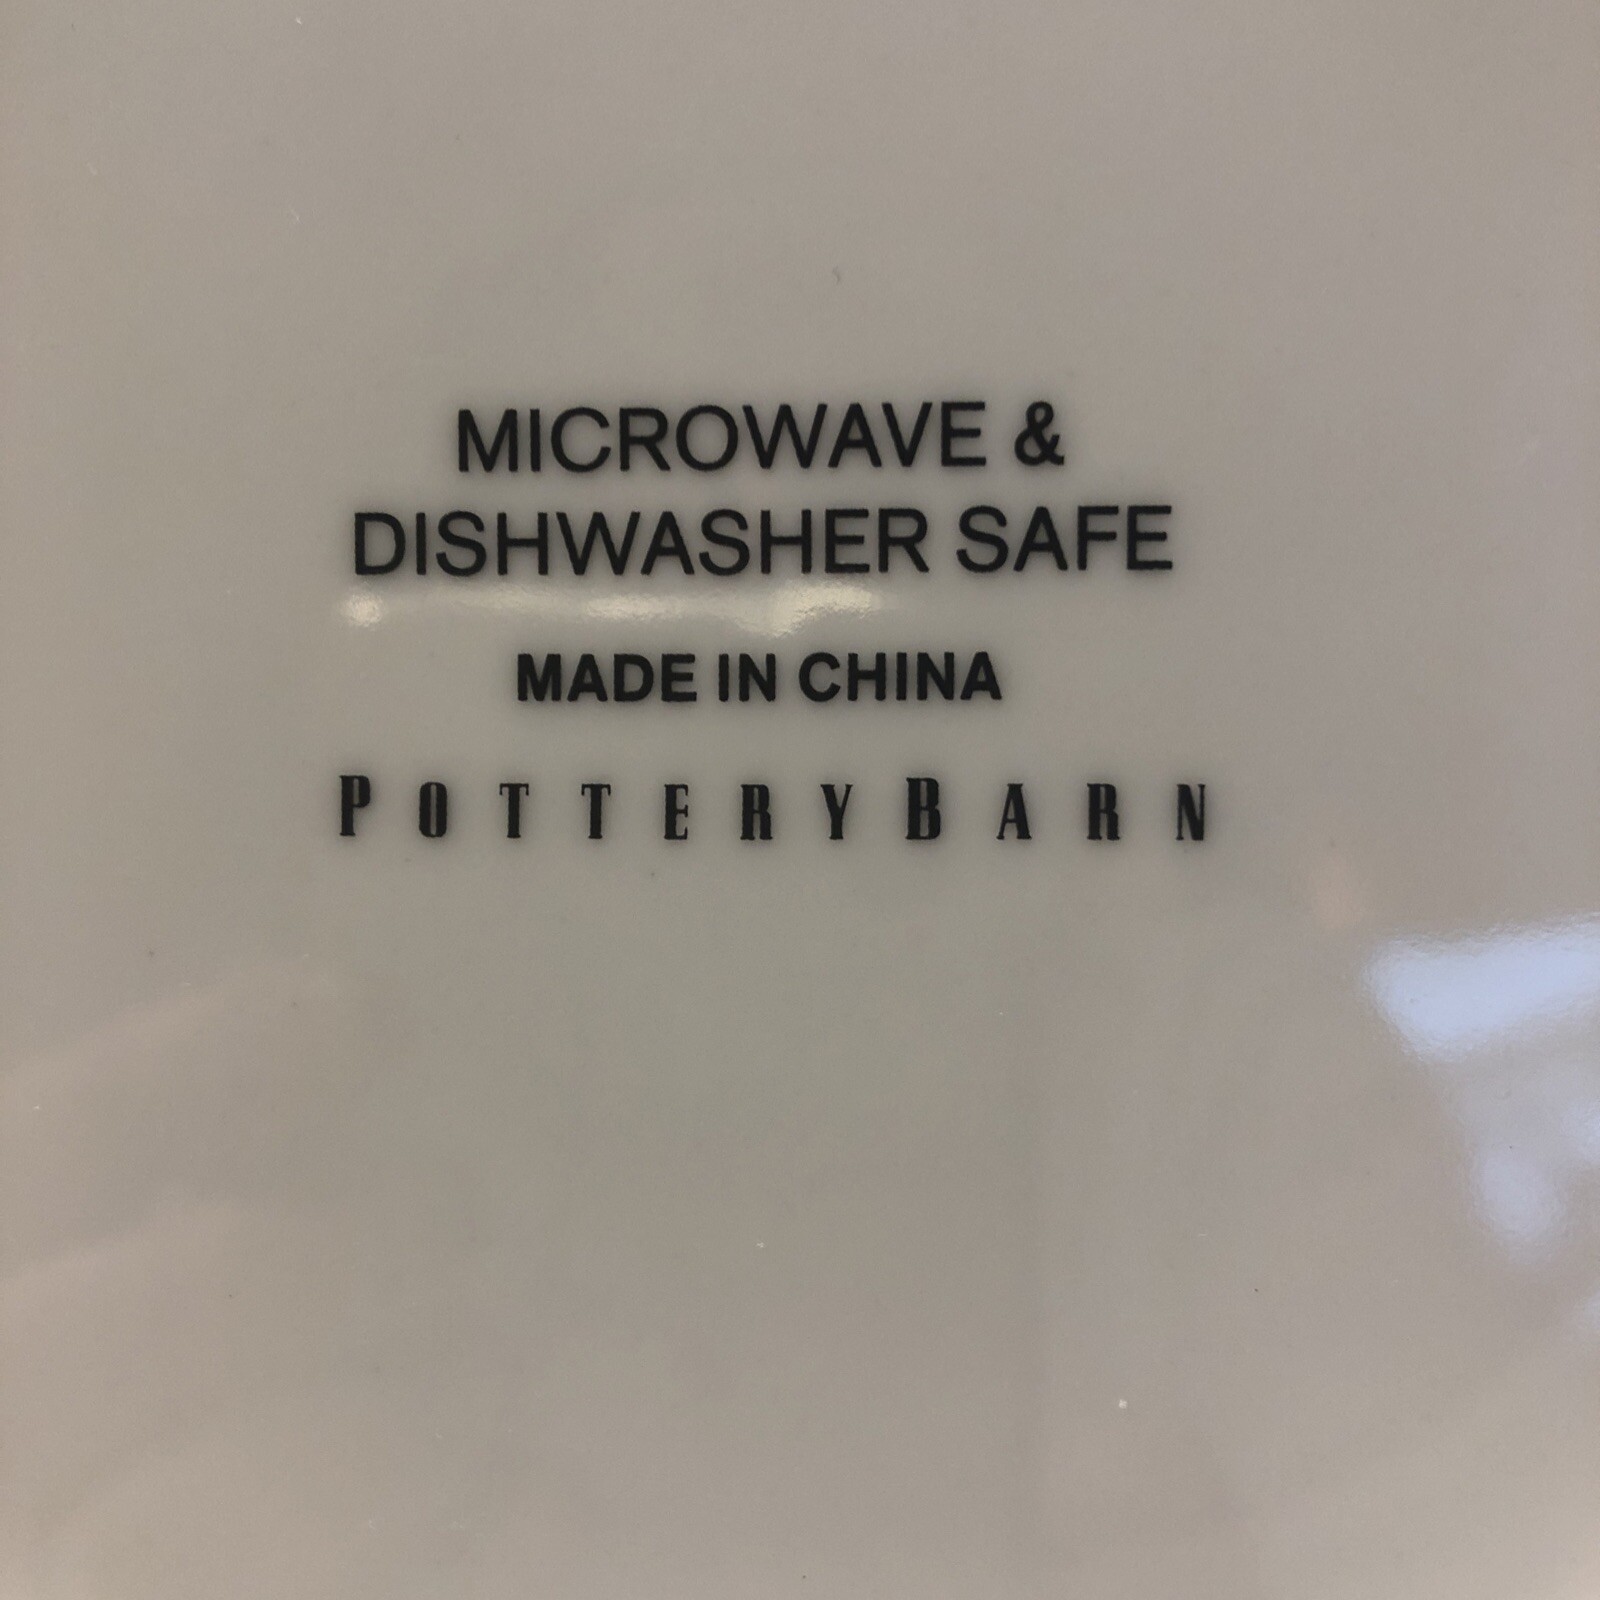 MICROWAVE &
DISHWASHER SAFE
MADE IN CHINA
POTTERYBARN